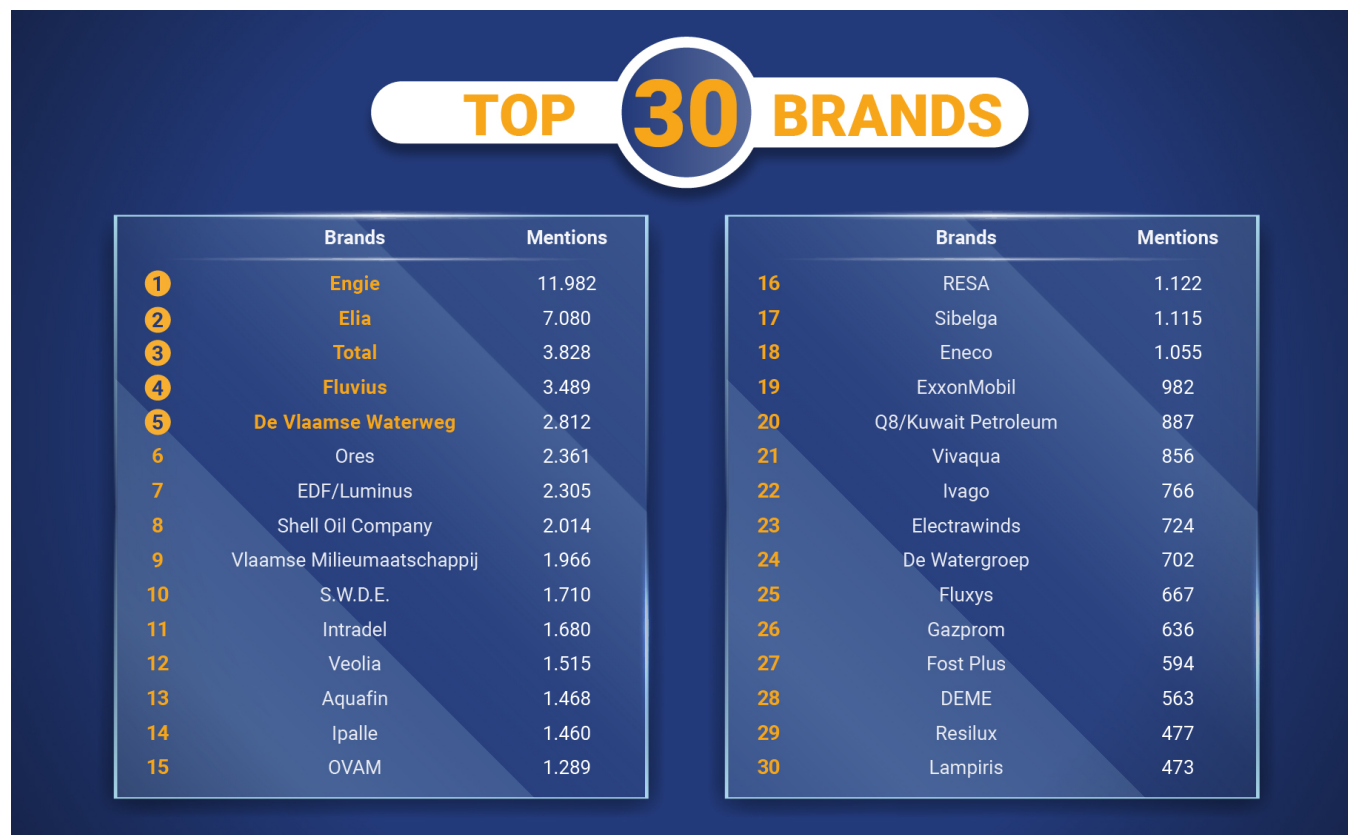 TOP 30 BRANDS
Brands Mentions
1 Engie 11.982
2 Elia 7.080
3 Total 3.828
4 Fluvius 3.489
5 De Vlaamse Waterweg 2.812
6 Ores 2.361
7 EDF/Luminus 2.305
8 Shell Oil Company 2.014
9 Vlaamse Milieumaatschappij 1.966
10 S.W.D.E. 1.710
11 Intradel 1.680
12 Veolia 1.515
13 Aquafin 1.468
14 Ipalle 1.460
15 OVAM 1.289
Brands Mentions
16 RESA 1.122
17 Sibelga 1.115
18 Eneco 1.055
19 ExxonMobil 982
20 Q8/Kuwait Petroleum 887
21 Vivaqua 856
22 Ivago 766
23 Electrawinds 724
24 De Watergroep 702
25 Fluxys 667
26 Gazprom 636
27 Fost Plus 594
28 DEME 563
29 Resilux 477
30 Lampiris 473